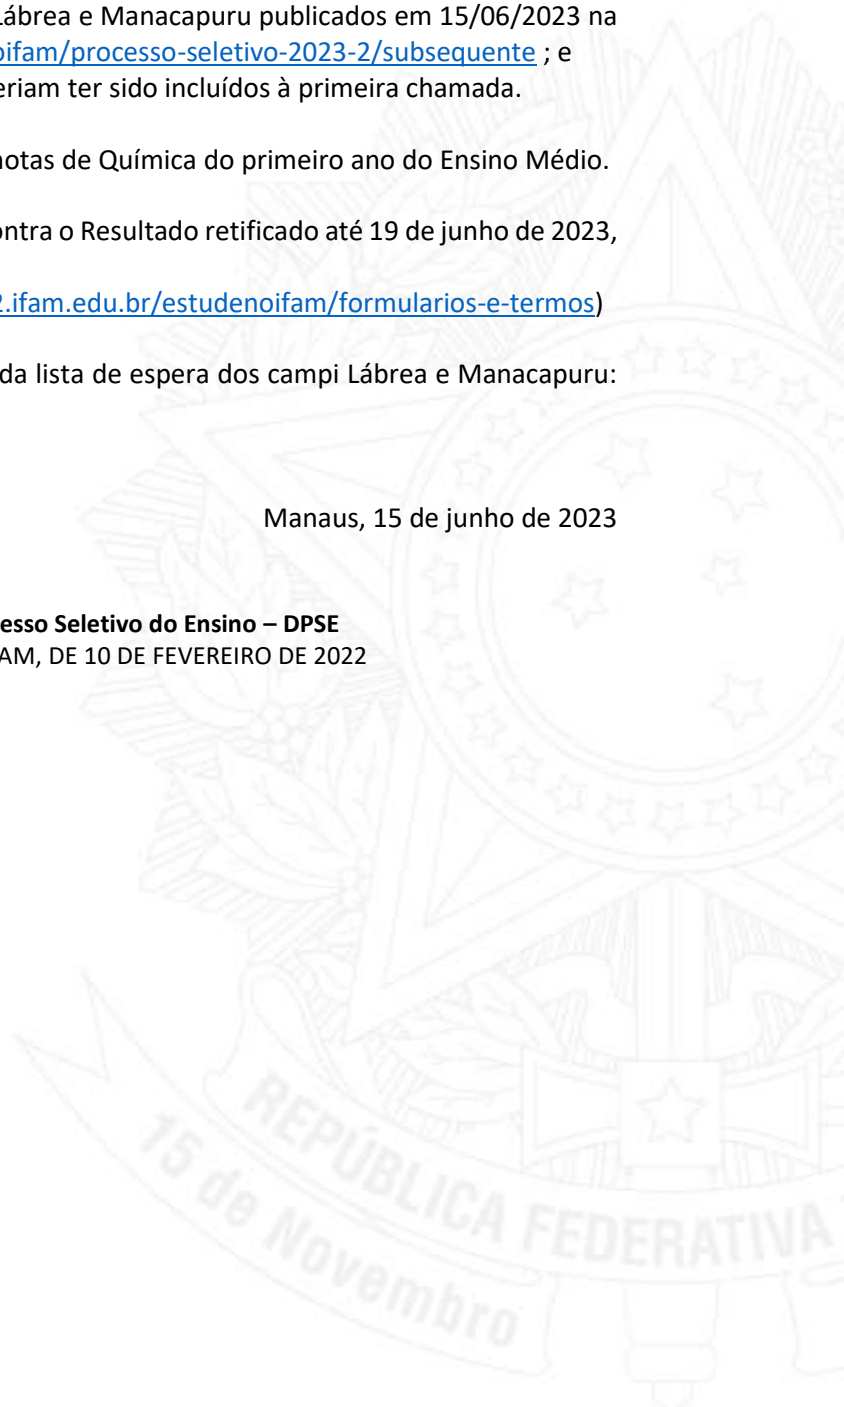 Lábrea e Manacapuru publicados em 15/06/2023 na
oifam/processo-seletivo-2023-2/subsequente ; e
eriam ter sido incluídos à primeira chamada.
notas de Química do primeiro ano do Ensino Médio.
ontra o Resultado retificado até 19 de junho de 2023,
2.ifam.edu.br/estudenoifam/formularios-e-termos)
da lista de espera dos campi Lábrea e Manacapuru:
Manaus, 15 de junho de 2023
esso Seletivo do Ensino – DPSE
AM, DE 10 DE FEVEREIRO DE 2022
REPÚBLICA FEDERATIVA
15 de Novembro